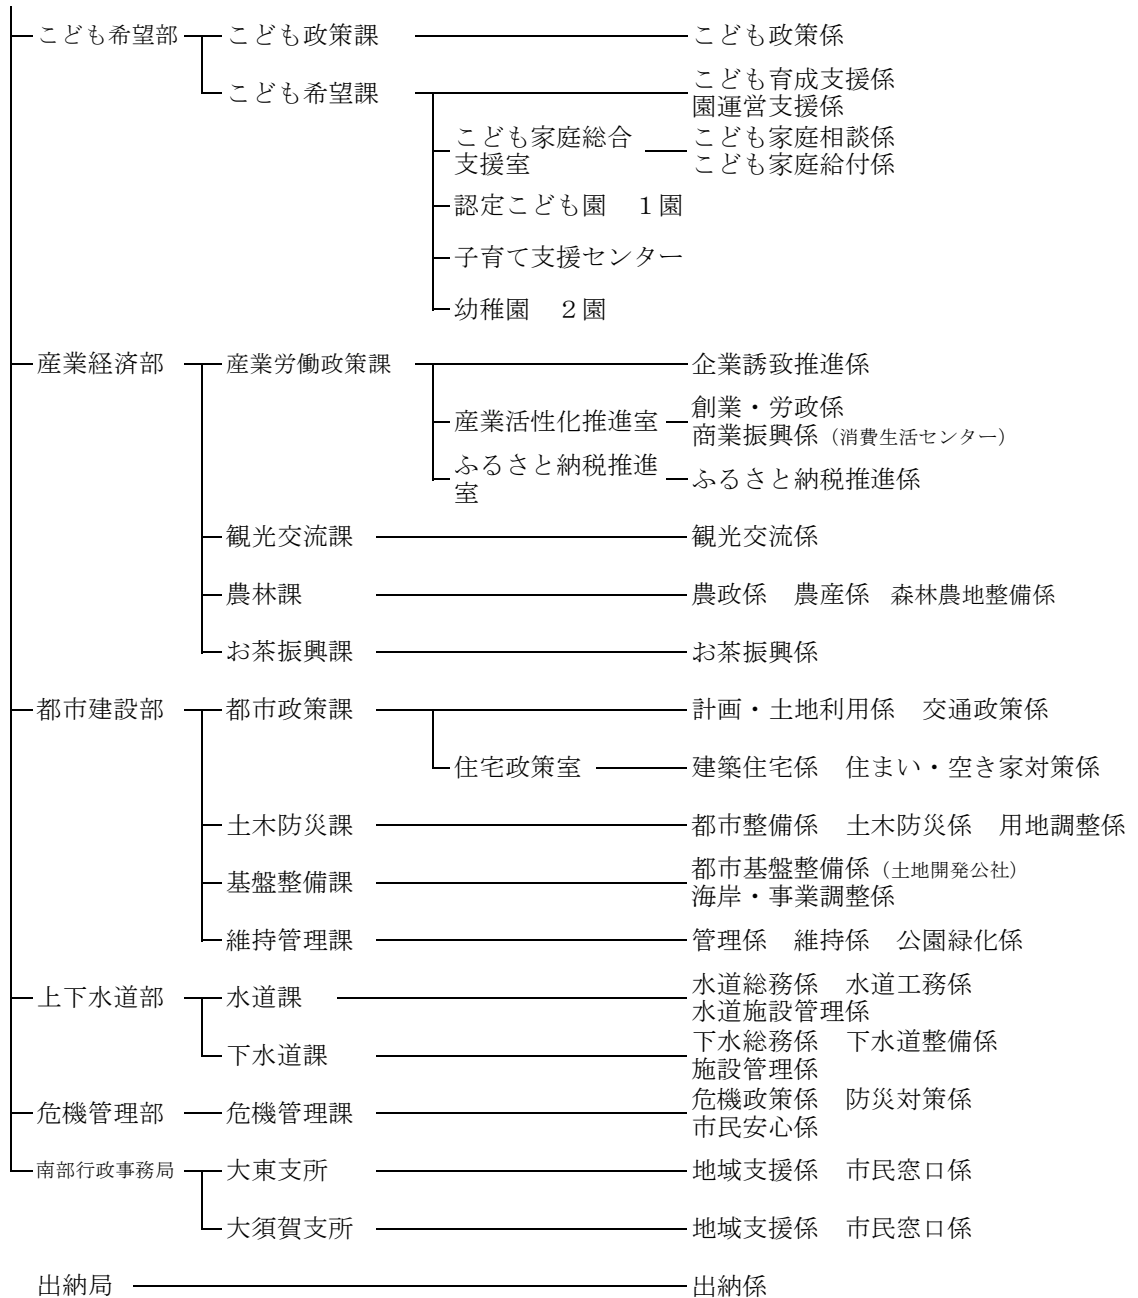 こども希望部 こども政策課 こども政策係
こども希望課 こども育成支援係
園運営支援係
こども家庭総合 こども家庭相談係
支援室 こども家庭給付係
認定こども園　１園
子育て支援センター
幼稚園　２園
産業経済部 産業労働政策課 企業誘致推進係
産業活性化推進室 創業・労政係
商業振興係（消費生活センター）
ふるさと納税推進 ふるさと納税推進係
室
観光交流課 観光交流係
農林課 農政係　農産係　森林農地整備係
お茶振興課 お茶振興係
都市建設部 都市政策課 計画・土地利用係　交通政策係
住宅政策室 建築住宅係　住まい・空き家対策係
土木防災課 都市整備係　土木防災係　用地調整係
基盤整備課 都市基盤整備係（土地開発公社）
海岸・事業調整係
維持管理課 管理係　維持係　公園緑化係
上下水道部 水道課 水道総務係　水道工務係
水道施設管理係
下水道課 下水総務係　下水道整備係
施設管理係
危機管理部 危機管理課 危機政策係　防災対策係
市民安心係
南部行政事務局 大東支所 地域支援係　市民窓口係
大須賀支所 地域支援係　市民窓口係
出納局 出納係